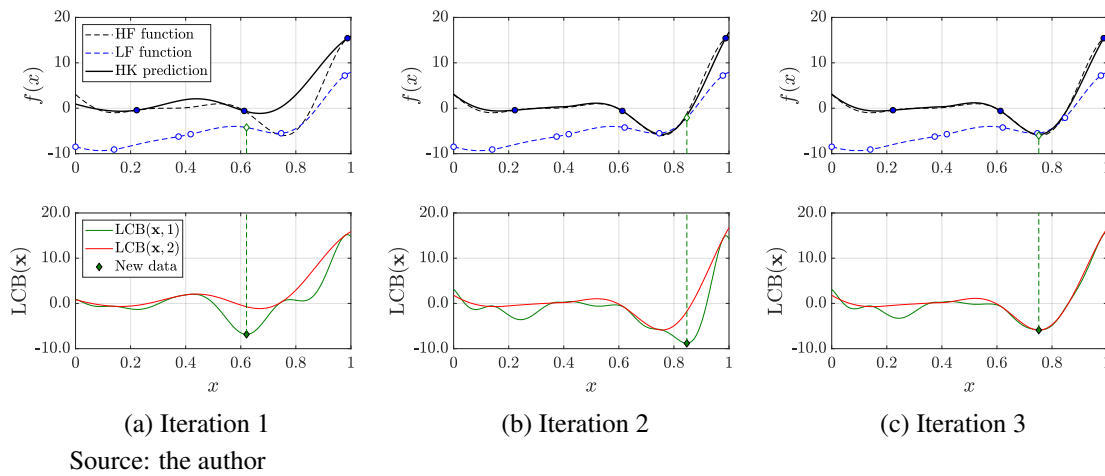 20
10
0
-10
f(x)
HF function
LF function
HK prediction
0 0.2 0.4 0.6 0.8 1
20
10
0
-10
f(x)
0 0.2 0.4 0.6 0.8 1
20
10
0
-10
f(x)
0 0.2 0.4 0.6 0.8 1
20.0
10.0
0.0
-10.0
LCB(x)
LCB(x, 1)
LCB(x, 2)
New data
0 0.2 0.4 0.6 0.8 1
x
20.0
10.0
0.0
-10.0
LCB(x)
0 0.2 0.4 0.6 0.8 1
x
20.0
10.0
0.0
-10.0
LCB(x)
0 0.2 0.4 0.6 0.8 1
x
(a) Iteration 1
(b) Iteration 2
(c) Iteration 3
Source: the author